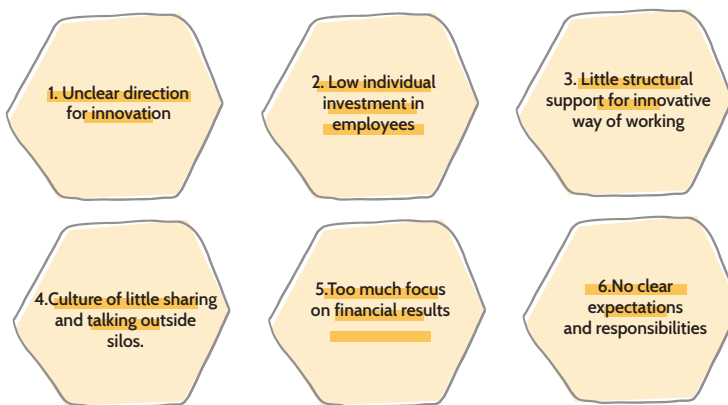 1. Unclear direction
for innovation
2. Low individual
investment in
employees
3. Little structural
support for innovative
way of working
4.Culture of little sharing
and talking outside
silos.
5.Too much focus
on financial results
6.No clear
expectations
and responsibilities